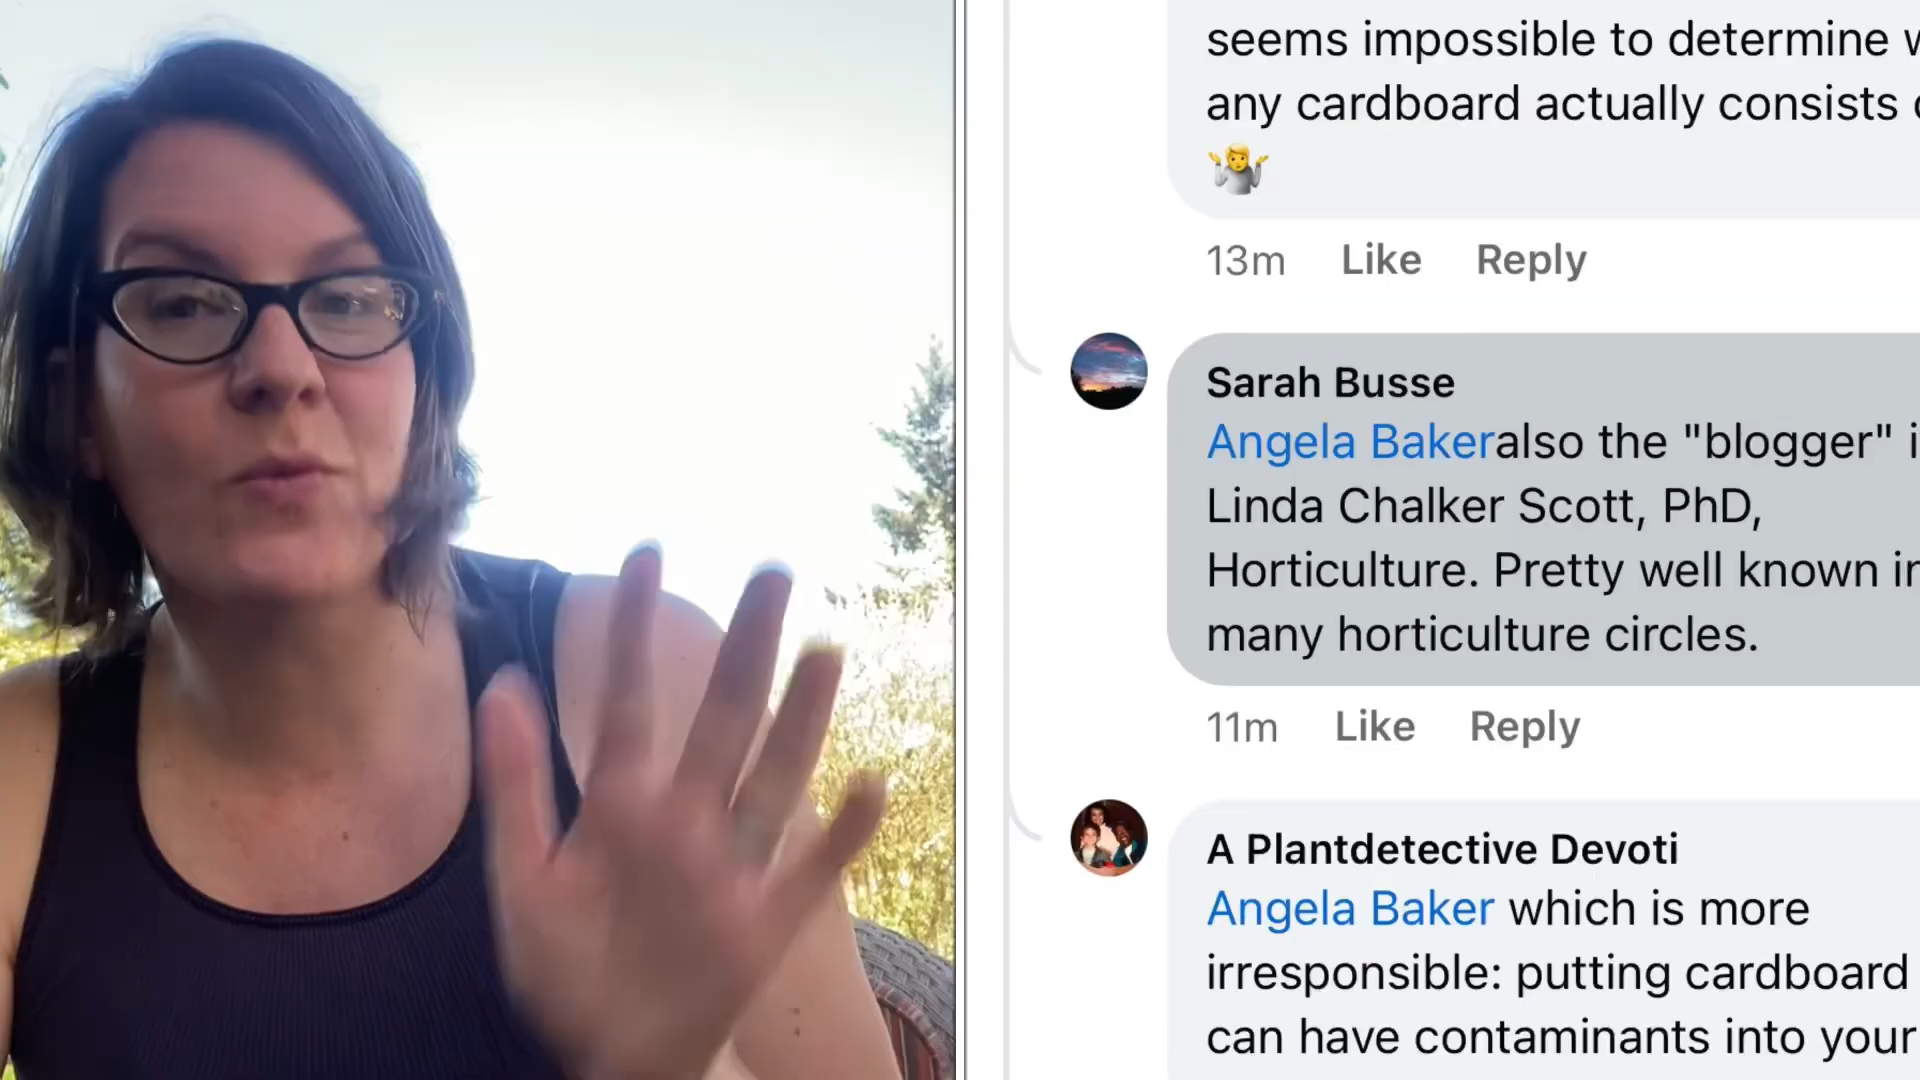 seems impossible to determine
any cardboard actually consists
13m Like Reply
Sarah Busse
Angela Bakeralso the "blogger"
Linda Chalker Scott, PhD,
Horticulture. Pretty well known
many horticulture circles.
11m Like Reply
A Plantdetective Devoti
Angela Baker which is more
irresponsible: putting cardboard
can have contaminants into your